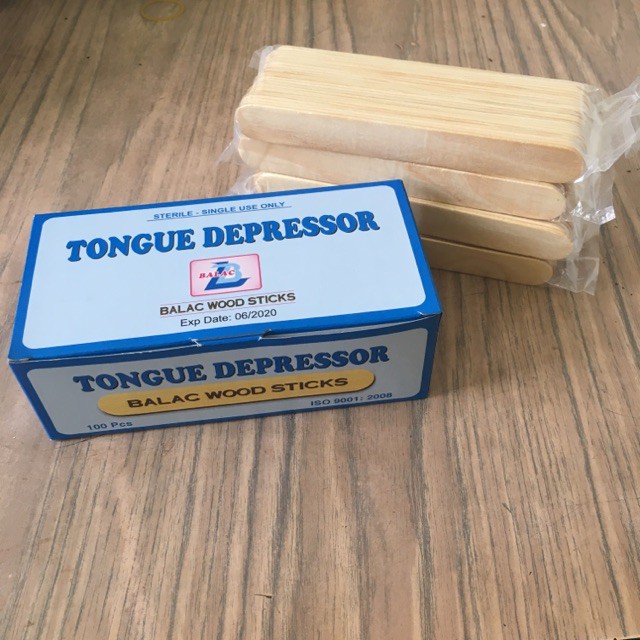 STERILE - SINGLE USE ONLY
TONGUE DEPRESSOR
BALAC
BALAC WOOD STICKS
Exp Date: 06/2020
TONGUE DEPRESSOR
BALAC WOOD STICKS
100 Pcs
ISO 9001: 2008